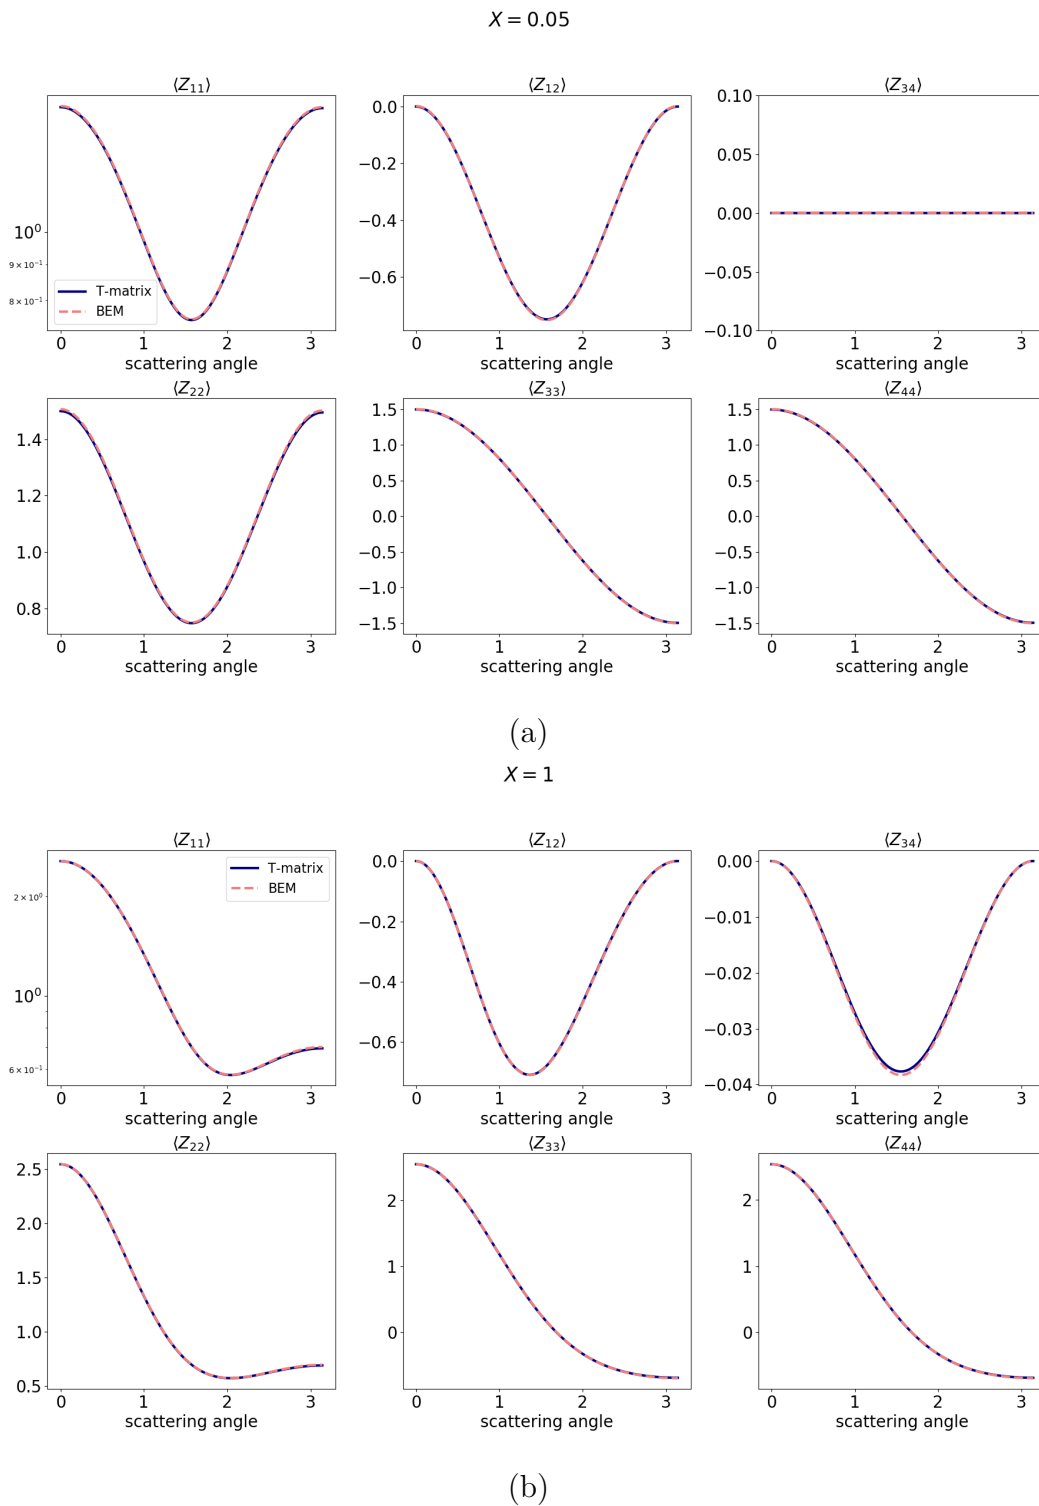 X = 0.05
⟨Z₁₁⟩ ⟨Z₁₂⟩ ⟨Z₃₄⟩
10⁰
9 × 10⁻¹
8 × 10⁻¹
T-matrix
BEM
0 1 2 3
scattering angle
0.0
−0.2
−0.4
−0.6
0 1 2 3
scattering angle
0.10
0.05
0.00
−0.05
−0.10
0 1 2 3
scattering angle
⟨Z₂₂⟩ ⟨Z₃₃⟩ ⟨Z₄₄⟩
1.4
1.2
1.0
0.8
0 1 2 3
scattering angle
1.5
1.0
0.5
0.0
−0.5
−1.0
−1.5
0 1 2 3
scattering angle
1.5
1.0
0.5
0.0
−0.5
−1.0
−1.5
0 1 2 3
scattering angle
(a)
X = 1
⟨Z₁₁⟩ ⟨Z₁₂⟩ ⟨Z₃₄⟩
2 × 10⁰
10⁰
6 × 10⁻¹
T-matrix
BEM
0 1 2 3
scattering angle
0.0
−0.2
−0.4
−0.6
0 1 2 3
scattering angle
0.00
−0.01
−0.02
−0.03
−0.04
0 1 2 3
scattering angle
⟨Z₂₂⟩ ⟨Z₃₃⟩ ⟨Z₄₄⟩
2.5
2.0
1.5
1.0
0.5
0 1 2 3
scattering angle
2
1
0
0 1 2 3
scattering angle
2
1
0
0 1 2 3
scattering angle
(b)